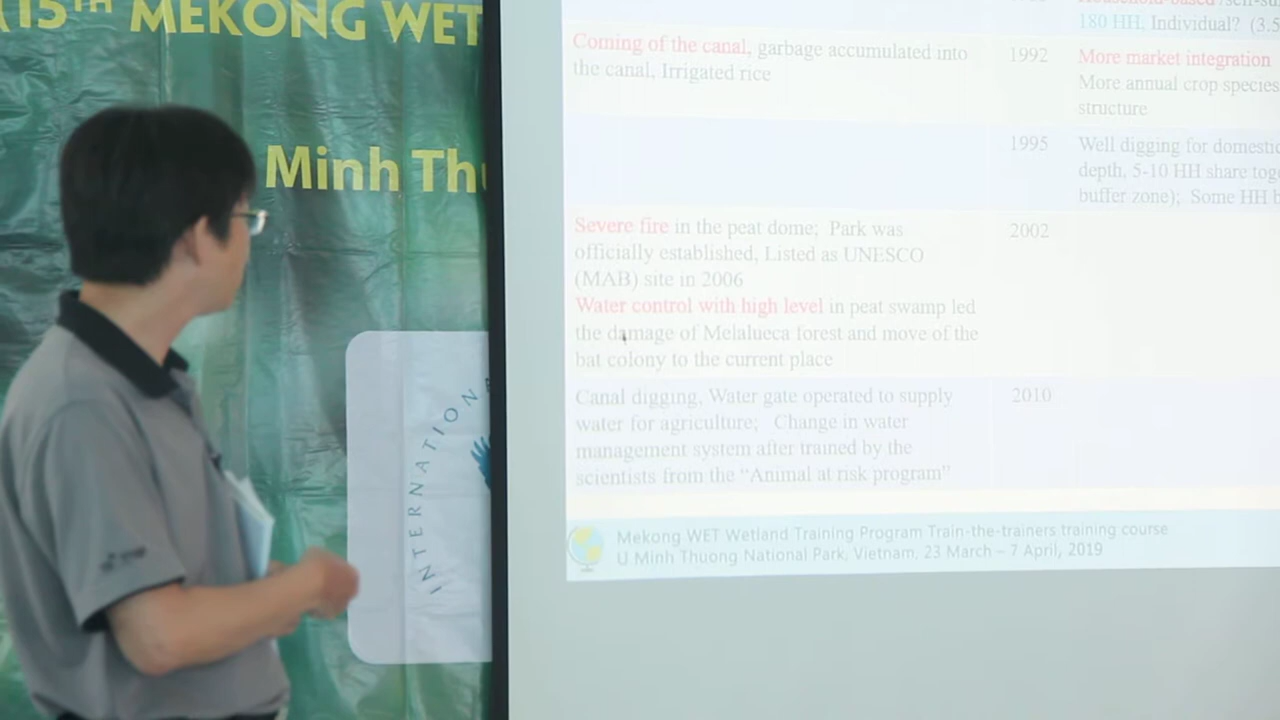 (15TH MEKONG WET
Minh Thu
INTERNATION
Household-based
180 HH. Individual? (3.5
Coming of the canal, garbage accumulated into
the canal, Irrigated rice
1992
More market integration
More annual crop species
structure
1995
Well digging for domestic
depth, 5-10 HH share toge
buffer zone); Some HH b
Severe fire in the peat dome; Park was
officially established, Listed as UNESCO
(MAB) site in 2006
Water control with high level in peat swamp led
the damage of Melalueca forest and move of the
bat colony to the current place
2002
Canal digging, Water gate operated to supply
water for agriculture; Change in water
management system after trained by the
scientists from the “Animal at risk program”
2010
Mekong WET Wetland Training Program Train-the-trainers training course
U Minh Thuong National Park, Vietnam, 23 March – 7 April, 2019